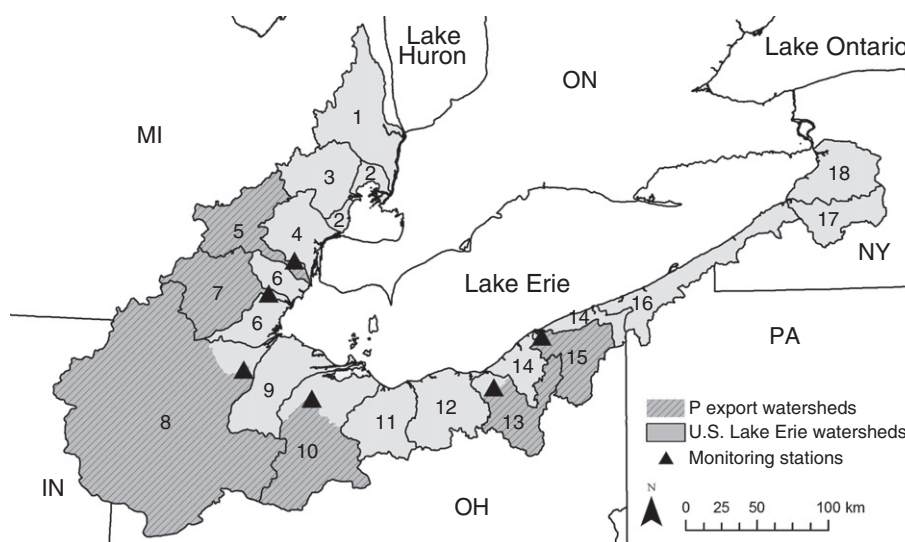 Lake
Huron
Lake Ontario
ON
MI
1
2
3
18
2
5
4
17
NY
6
7
Lake Erie
16
6
14
PA
14
15
9
8
11
12
13
10
P export watersheds
U.S. Lake Erie watersheds
Monitoring stations
IN
N
OH
0 25 50 100 km